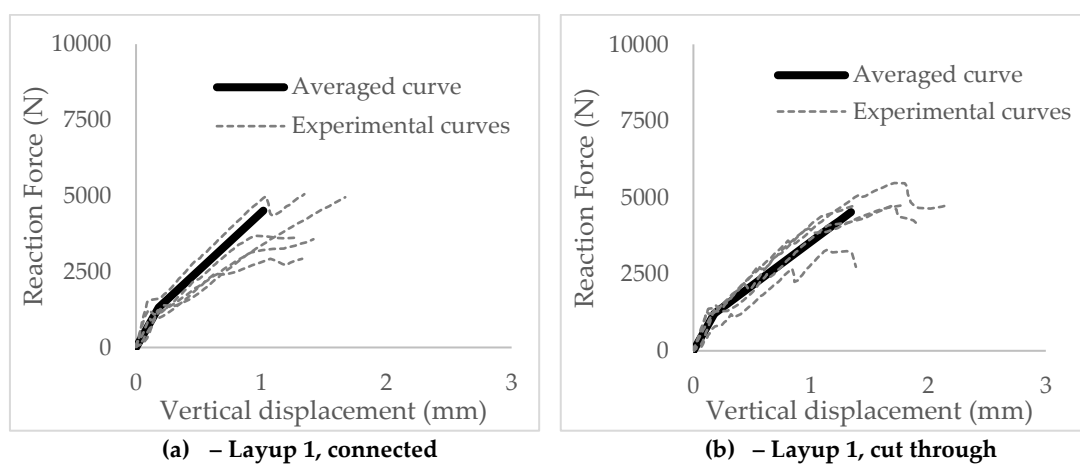 10000
7500
5000
2500
0
0
1
2
3
Reaction Force (N)
Vertical displacement (mm)
Averaged curve
Experimental curves
(a) – Layup 1, connected
10000
7500
5000
2500
0
0
1
2
3
Reaction Force (N)
Vertical displacement (mm)
Averaged curve
Experimental curves
(b) – Layup 1, cut through